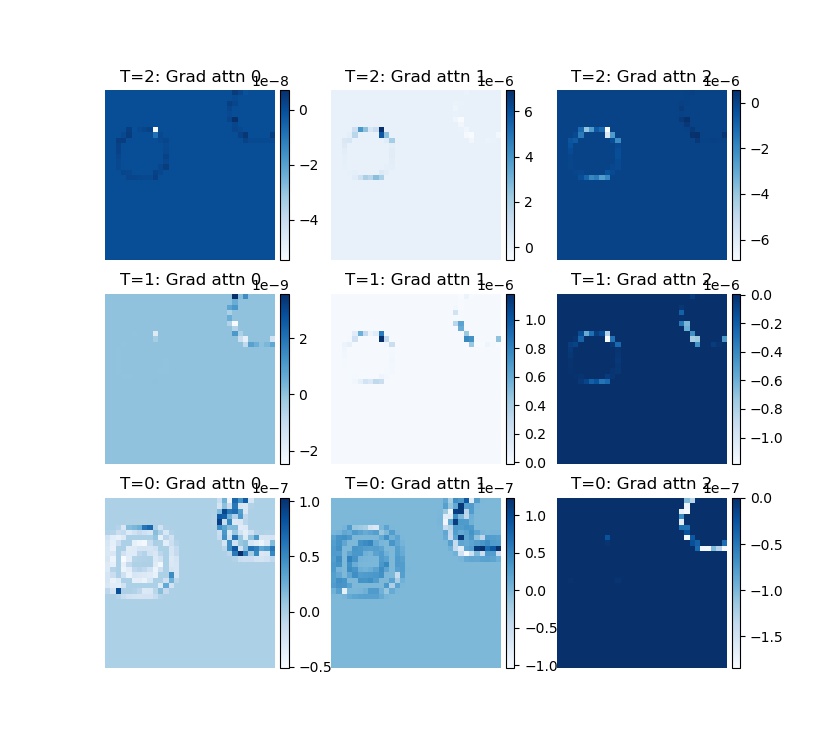 T=2: Grad attn 0
1e−8
0
−2
−4
T=2: Grad attn 1
1e−6
6
4
2
0
T=2: Grad attn 2
1e−6
0
−2
−4
−6
T=1: Grad attn 0
1e−9
2
0
−2
T=1: Grad attn 1
1e−6
1.0
0.8
0.6
0.4
0.2
0.0
T=1: Grad attn 2
1e−6
0.0
−0.2
−0.4
−0.6
−0.8
−1.0
T=0: Grad attn 0
1e−7
1.0
0.5
0.0
−0.5
T=0: Grad attn 1
1e−7
1.0
0.5
0.0
−0.5
−1.0
T=0: Grad attn 2
1e−7
0.0
−0.5
−1.0
−1.5